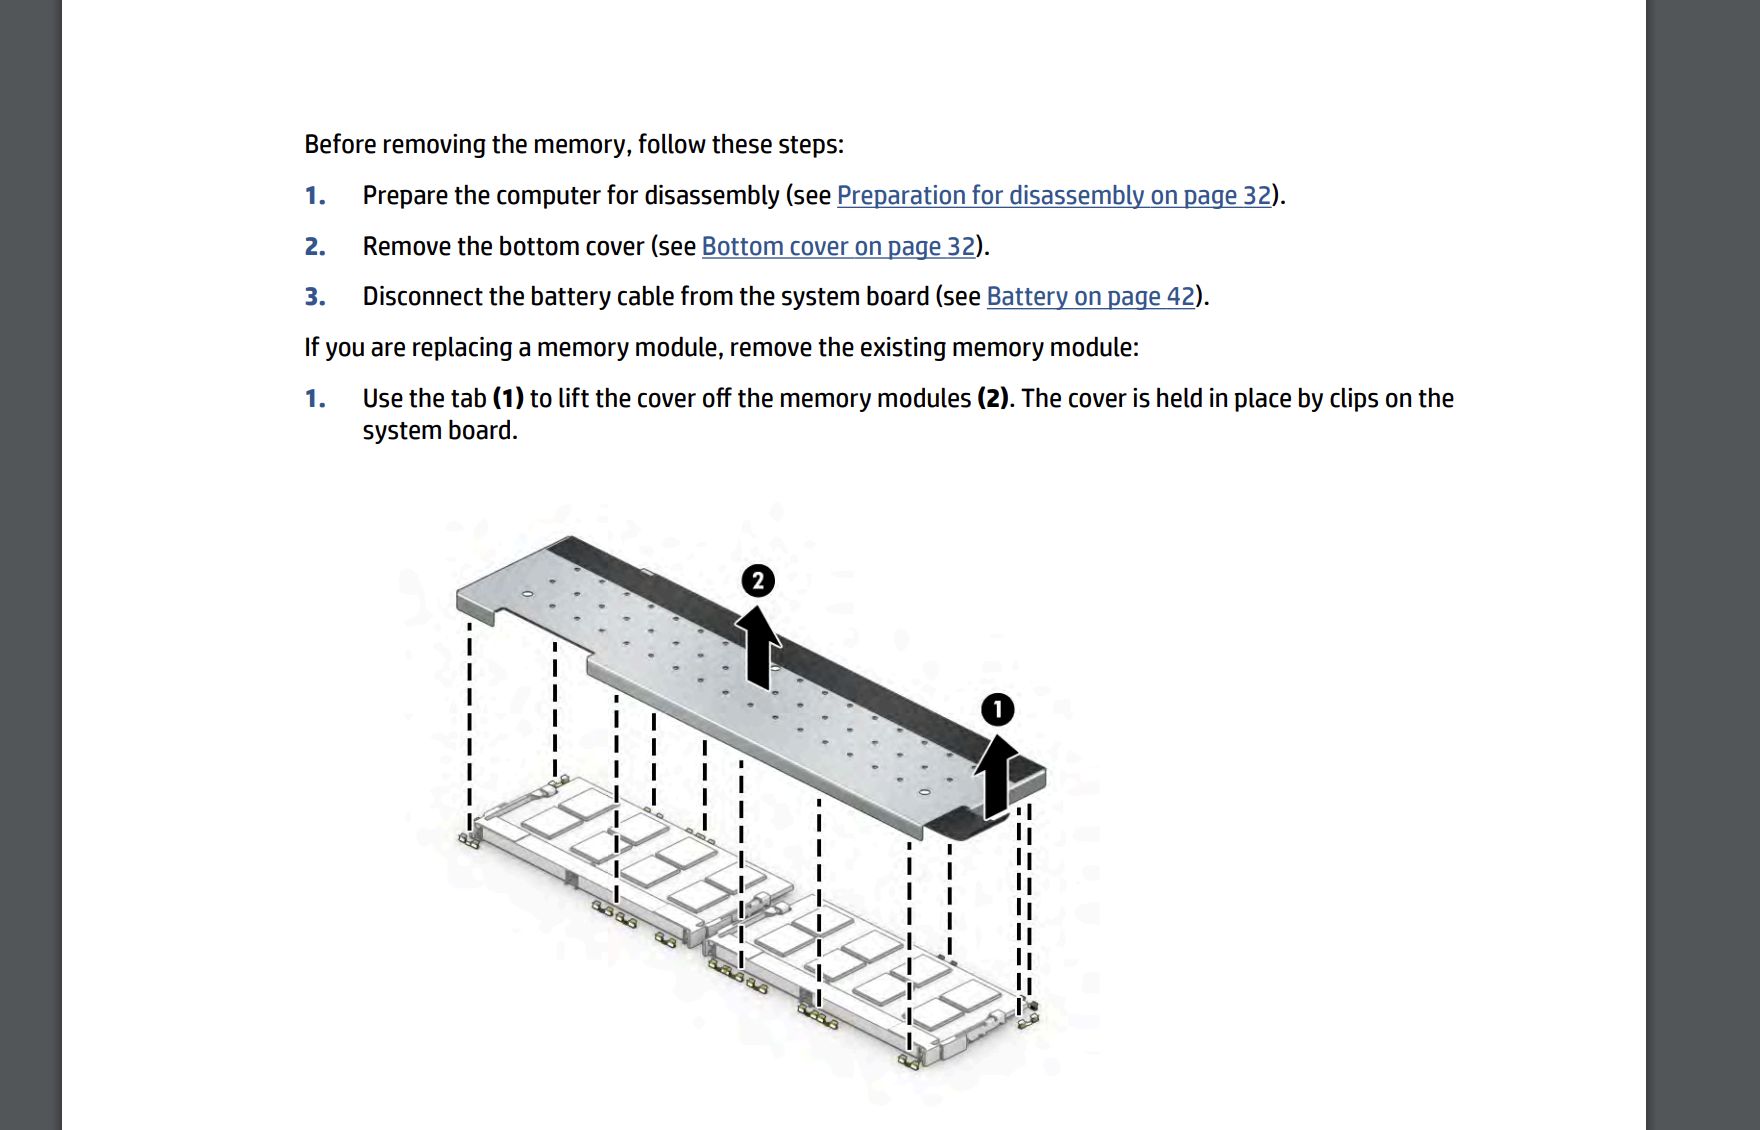 Before removing the memory, follow these steps:
1. Prepare the computer for disassembly (see Preparation for disassembly on page 32).
2. Remove the bottom cover (see Bottom cover on page 32).
3. Disconnect the battery cable from the system board (see Battery on page 42).
If you are replacing a memory module, remove the existing memory module:
1. Use the tab (1) to lift the cover off the memory modules (2). The cover is held in place by clips on the
system board.
2
1